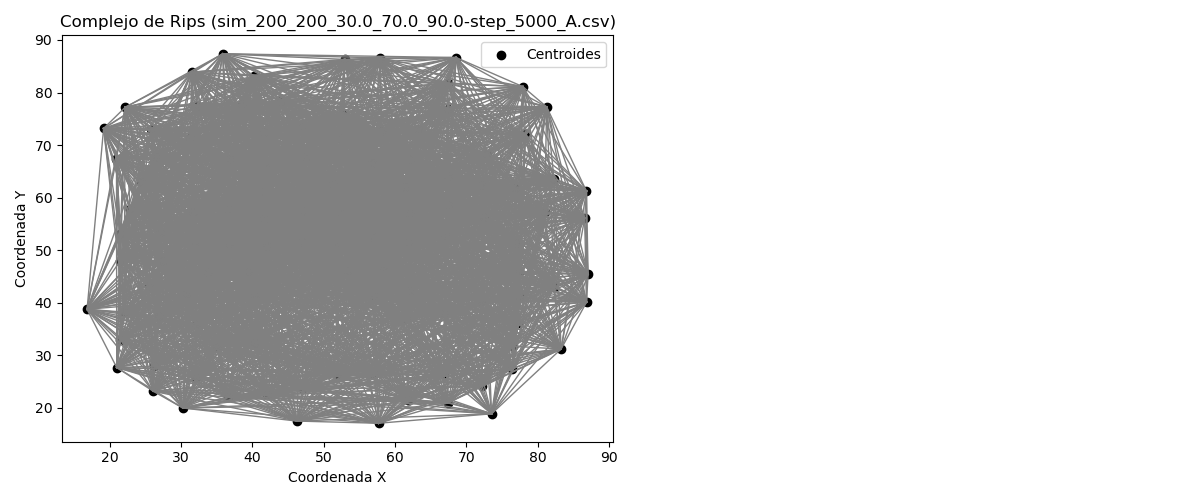 Complejo de Rips (sim_200_200_30.0_70.0_90.0-step_5000_A.csv)
Centroides
Coordenada Y
90
80
70
60
50
40
30
20
20 30 40 50 60 70 80 90
Coordenada X